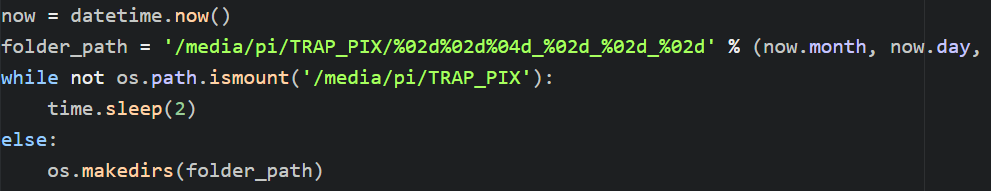 now = datetime.now()
folder_path = '/media/pi/TRAP_PIX/%02d%02d%04d_%02d_%02d_%02d' % (now.month, now.day,
while not os.path.ismount('/media/pi/TRAP_PIX'):
    time.sleep(2)
else:
    os.makedirs(folder_path)